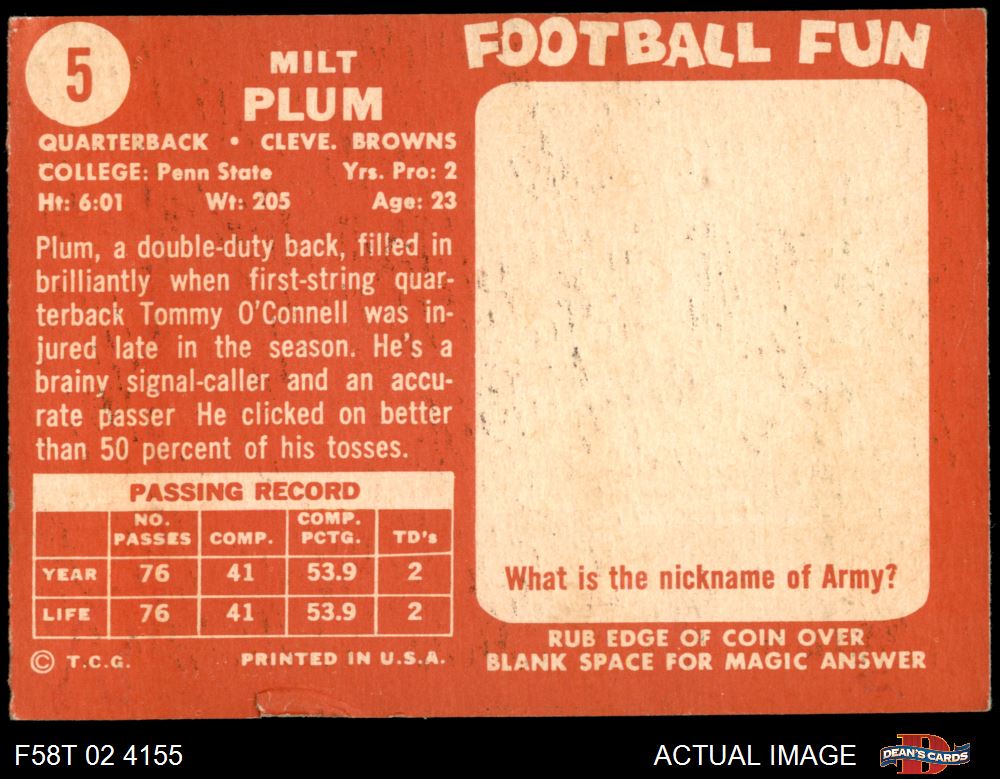 5
MILT
PLUM
QUARTERBACK • CLEVE. BROWNS
COLLEGE: Penn State Yrs. Pro: 2
Ht: 6:01 Wt: 205 Age: 23
Plum, a double-duty back, filled in
brilliantly when first-string quar-
terback Tommy O'Connell was in-
jured late in the season. He's a
brainy signal-caller and an accu-
rate passer He clicked on better
than 50 percent of his tosses.
PASSING RECORD
NO. PASSES COMP. COMP. PCTG. TD's
YEAR 76 41 53.9 2
LIFE 76 41 53.9 2
© T.C.G. PRINTED IN U.S.A.
FOOTBALL FUN
What is the nickname of Army?
RUB EDGE OF COIN OVER
BLANK SPACE FOR MAGIC ANSWER
F58T 02 4155 ACTUAL IMAGE DEAN'S CARDS